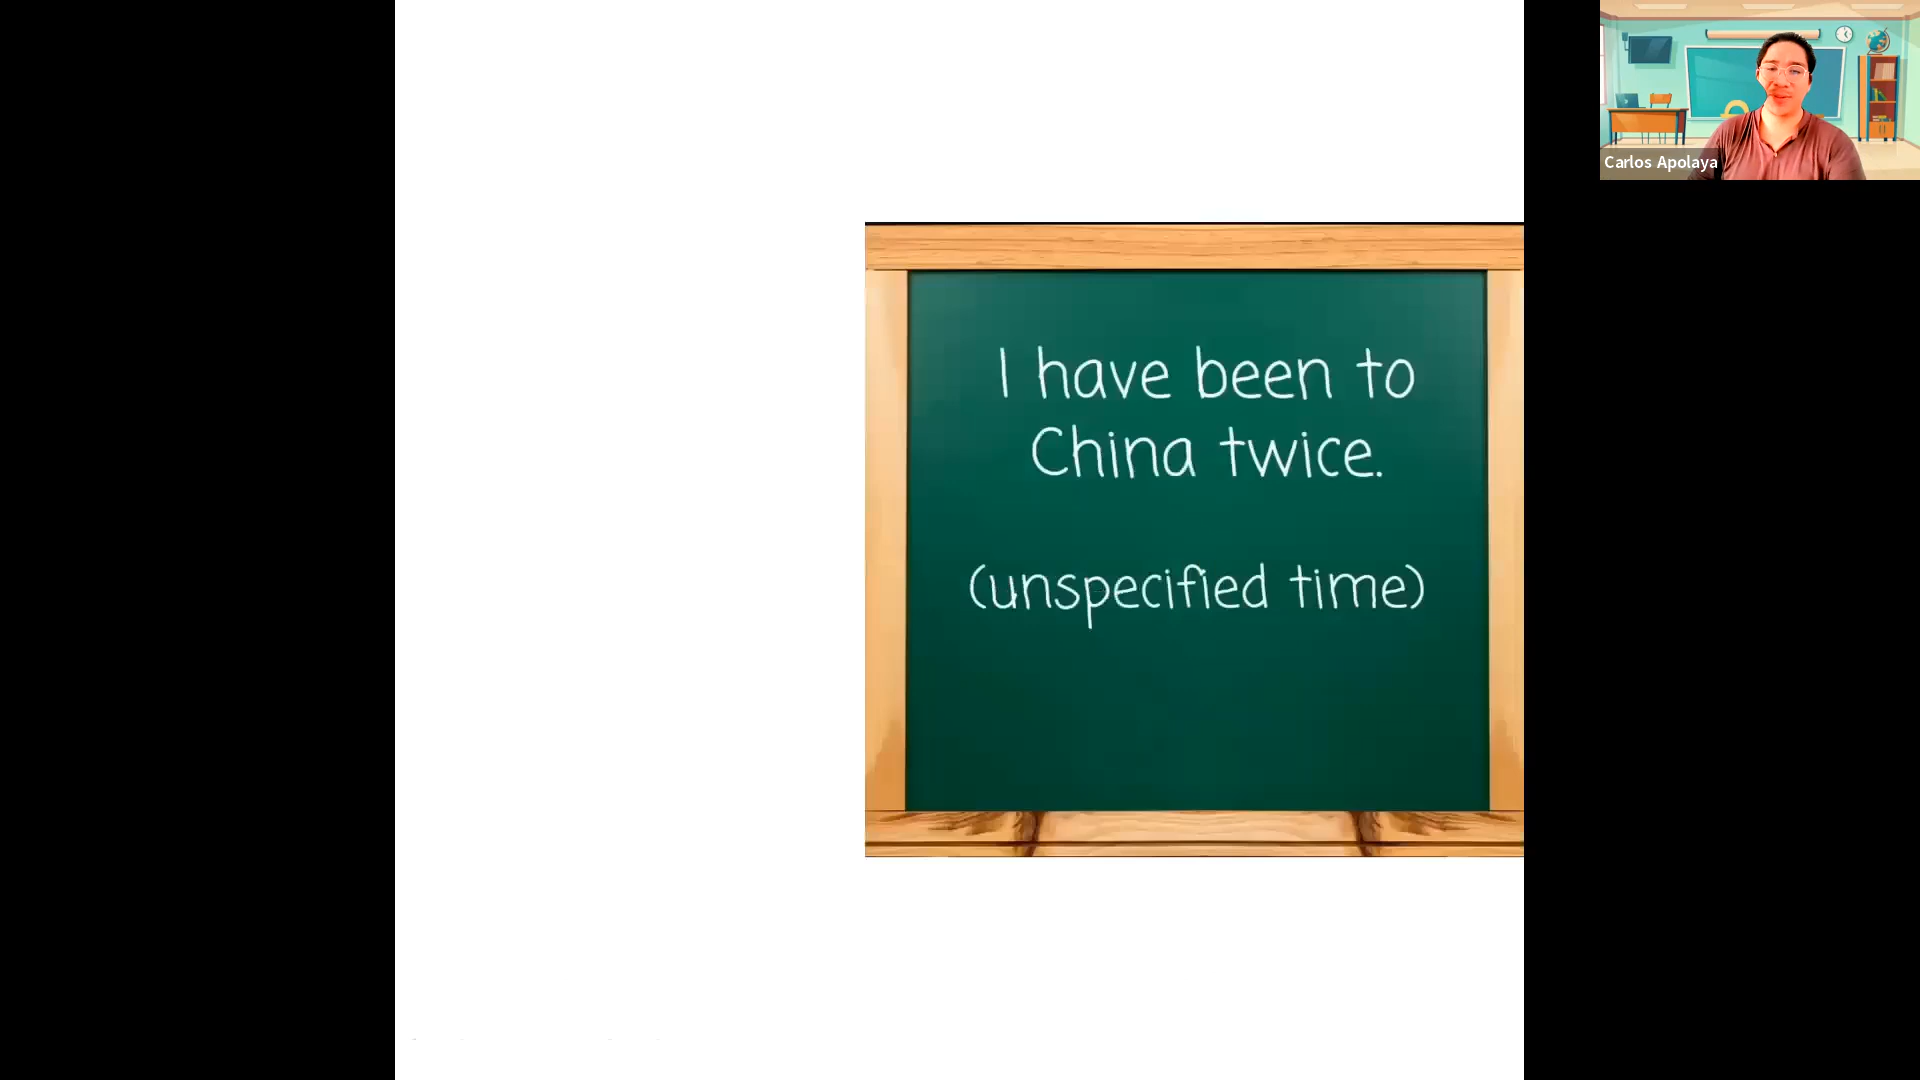 I have been to
China twice.
(unspecified time)
Carlos Apolaya